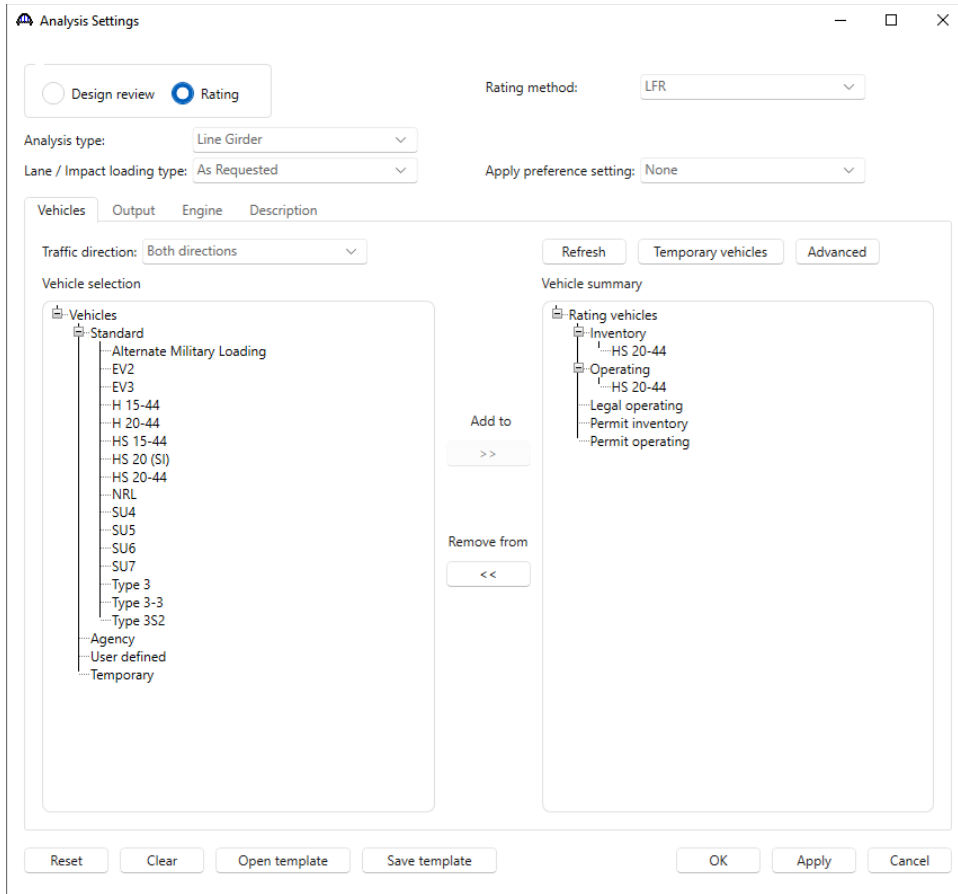 Analysis Settings
Design review Rating Rating method: LFR
Analysis type: Line Girder
Lane / Impact loading type: As Requested Apply preference setting: None
Vehicles Output Engine Description
Traffic direction: Both directions Refresh Temporary vehicles Advanced
Vehicle selection
Vehicles
Standard
Alternate Military Loading
EV2
EV3
H 15-44
H 20-44
HS 15-44
HS 20 (SI)
HS 20-44
NRL
SU4
SU5
SU6
SU7
Type 3
Type 3-3
Type 3S2
Agency
User defined
Temporary
Add to
>>
Remove from
<<
Vehicle summary
Rating vehicles
Inventory
HS 20-44
Operating
HS 20-44
Legal operating
Permit inventory
Permit operating
Reset Clear Open template Save template OK Apply Cancel